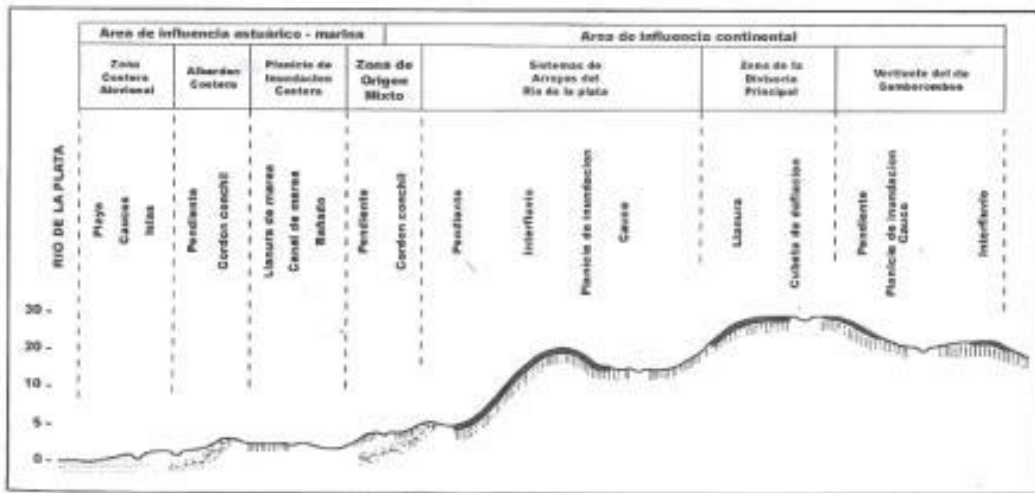 Area de influencia estuárico - marina
Area de influencia continental
Zona
Costera
Aluvional
Albardon
Costero
Planicie de
Inundacion
Costera
Zona de
Origen
Mixto
Sistemas de
Arroyos del
Rio de la plata
Zona de la
Divisoria
Principal
Vertiente del rio
Samborombon
RIO DE LA PLATA
Playa
Cauces
Islas
Pendiente
Cordon conchil
Llanura de marea
Canal de marea
Bañado
Pendiente
Cordon conchil
Pendiente
Interfluvio
Planicie de inundacion
Cauce
Llanura
Cubeta de deflacion
Pendiente
Planicie de inundacion
Cauce
Interfluvio
30 -
20 -
10 -
5 -
0 -